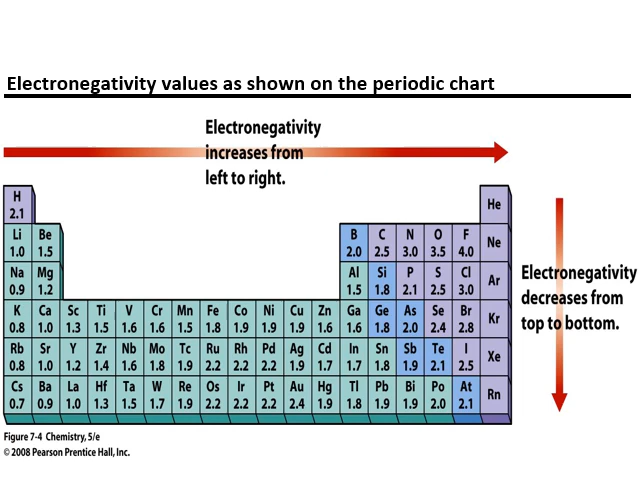 Electronegativity values as shown on the periodic chart
Electronegativity
increases from
left to right.
H He
2.1
Li Be B C N O F Ne
1.0 1.5 2.0 2.5 3.0 3.5 4.0
Na Mg Al Si P S Cl Ar
0.9 1.2 1.5 1.8 2.1 2.5 3.0
K Ca Sc Ti V Cr Mn Fe Co Ni Cu Zn Ga Ge As Se Br Kr
0.8 1.0 1.3 1.5 1.6 1.6 1.5 1.8 1.9 1.9 1.9 1.6 1.6 1.8 2.0 2.4 2.8
Rb Sr Y Zr Nb Mo Tc Ru Rh Pd Ag Cd In Sn Sb Te I Xe
0.8 1.0 1.2 1.4 1.6 1.8 1.9 2.2 2.2 2.2 1.9 1.7 1.7 1.8 1.9 2.1 2.5
Cs Ba La Hf Ta W Re Os Ir Pt Au Hg Tl Pb Bi Po At Rn
0.7 0.9 1.0 1.3 1.5 1.7 1.9 2.2 2.2 2.2 2.4 1.9 1.8 1.9 1.9 2.0 2.1
Electronegativity
decreases from
top to bottom.
Figure 7-4 Chemistry, 5/e
© 2008 Pearson Prentice Hall, Inc.